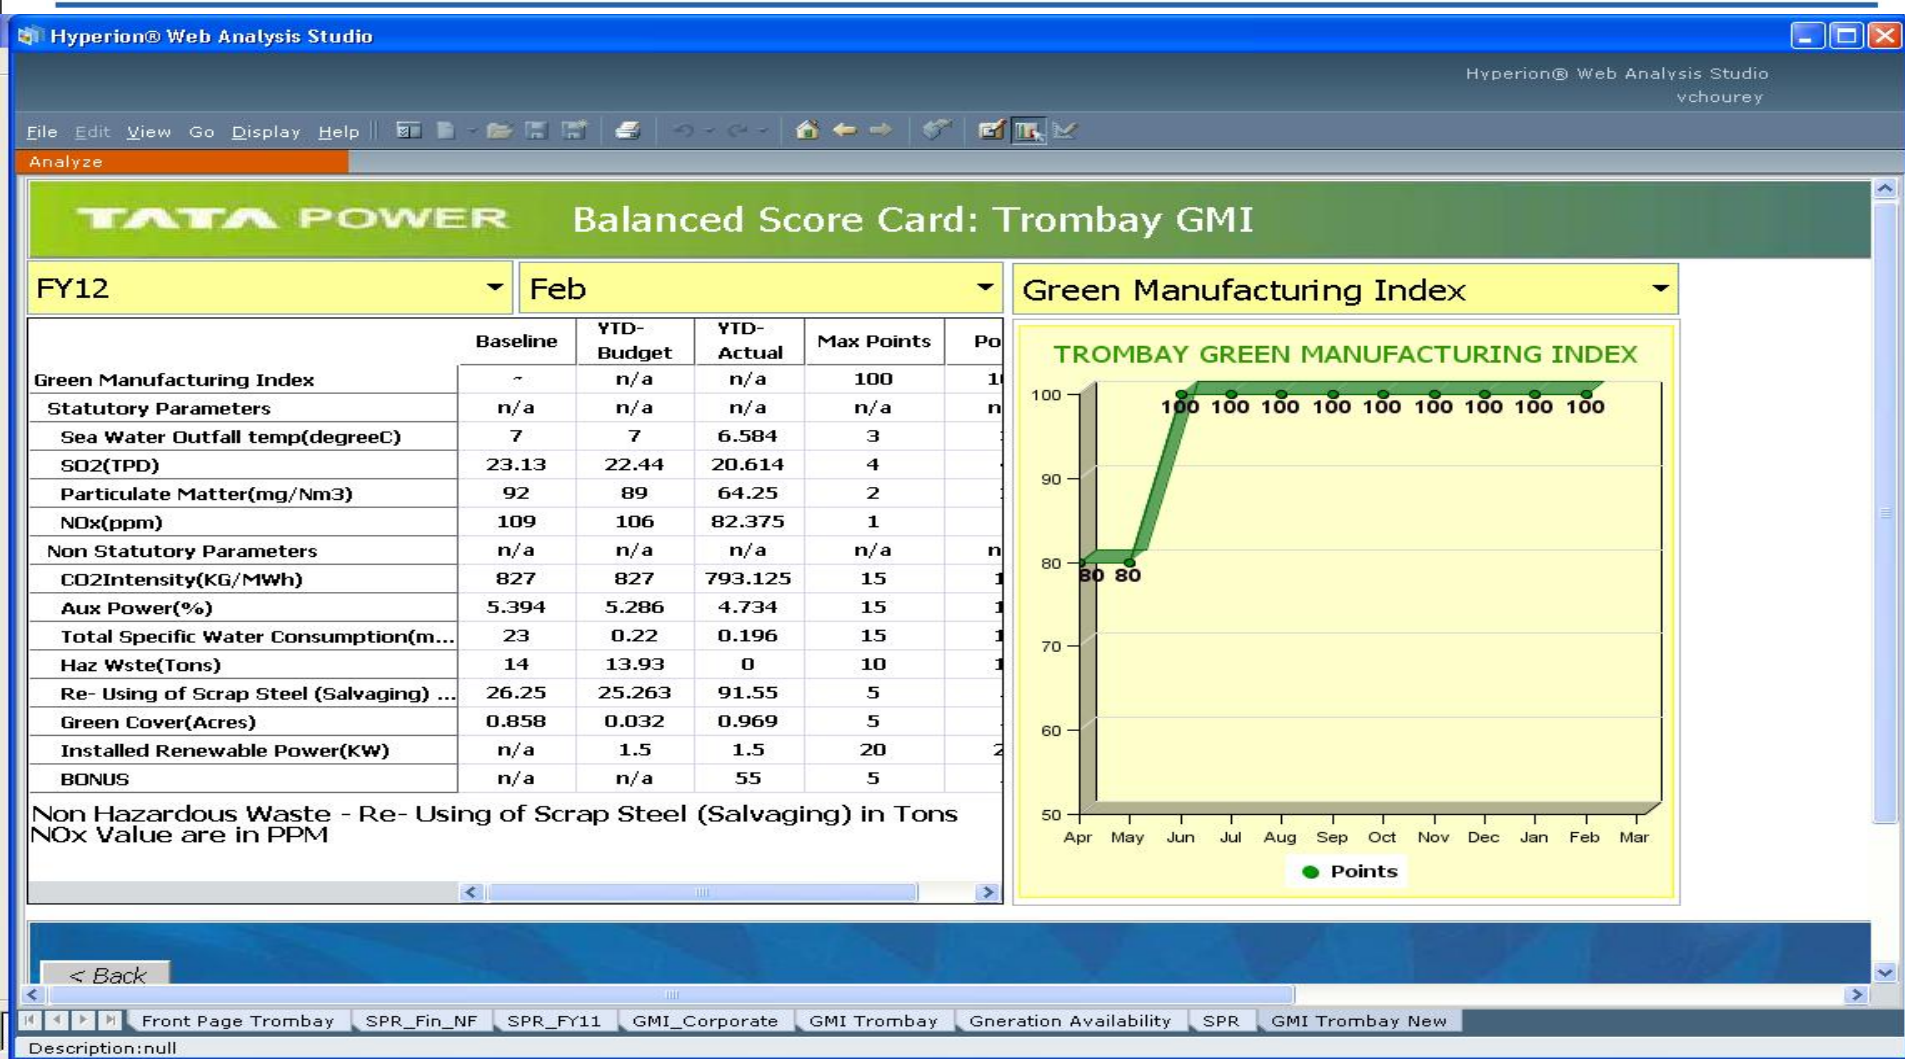 Hyperion® Web Analysis Studio
Hyperion® Web Analysis Studio
vchourey
File Edit View Go Display Help
Analyze
TATA POWER Balanced Score Card: Trombay GMI
FY12 Feb Green Manufacturing Index
Baseline YTD-Budget YTD-Actual Max Points Po
Green Manufacturing Index ~ n/a n/a 100
Statutory Parameters n/a n/a n/a n/a n
Sea Water Outfall temp(degreeC) 7 7 6.584 3
SO2(TPD) 23.13 22.44 20.614 4
Particulate Matter(mg/Nm3) 92 89 64.25 2
NOx(ppm) 109 106 82.375 1
Non Statutory Parameters n/a n/a n/a n/a n
CO2Intensity(KG/MWh) 827 827 793.125 15 1
Aux Power(%) 5.394 5.286 4.734 15 1
Total Specific Water Consumption(m... 23 0.22 0.196 15 1
Haz Wste(Tons) 14 13.93 0 10 1
Re- Using of Scrap Steel (Salvaging) ... 26.25 25.263 91.55 5
Green Cover(Acres) 0.858 0.032 0.969 5
Installed Renewable Power(KW) n/a 1.5 1.5 20 2
BONUS n/a n/a 55 5
Non Hazardous Waste - Re- Using of Scrap Steel (Salvaging) in Tons
NOx Value are in PPM
TROMBAY GREEN MANUFACTURING INDEX
100
100 100 100 100 100 100 100 100 100
90
80
80 80
70
60
50
Apr May Jun Jul Aug Sep Oct Nov Dec Jan Feb Mar
Points
< Back
Front Page Trombay SPR_Fin_NF SPR_FY11 GMI_Corporate GMI Trombay Gneration Availability SPR GMI Trombay New
Description:null